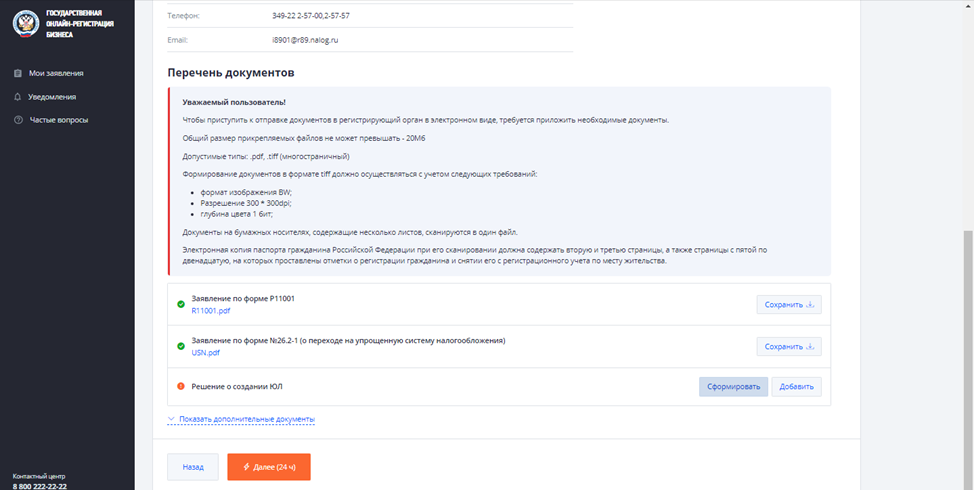 ГОСУДАРСТВЕННАЯ
ОНЛАЙН-РЕГИСТРАЦИЯ
БИЗНЕСА
Мои заявления
Уведомления
Частые вопросы
Контактный центр
8 800 222-22-22
Телефон: 349-22 2-57-00,2-57-57
Email: i8901@r89.nalog.ru
Перечень документов
Уважаемый пользователь!
Чтобы приступить к отправке документов в регистрирующий орган в электронном виде, требуется приложить необходимые документы.
Общий размер прикрепляемых файлов не может превышать - 20Мб
Допустимые типы: .pdf, .tiff (многостраничный)
Формирование документов в формате tiff должно осуществляться с учетом следующих требований:
• формат изображения BW;
• Разрешение 300 * 300dpi;
• глубина цвета 1 бит;
Документы на бумажных носителях, содержащие несколько листов, сканируются в один файл.
Электронная копия паспорта гражданина Российской Федерации при его сканировании должна содержать вторую и третью страницы, а также страницы с пятой по
двенадцатую, на которых проставлены отметки о регистрации гражданина и снятии его с регистрационного учета по месту жительства.
Заявление по форме Р11001
R11001.pdf
Сохранить
Заявление по форме №26.2-1 (о переходе на упрощенную систему налогообложения)
USN.pdf
Сохранить
Решение о создании ЮЛ
Сформировать
Добавить
Показать дополнительные документы
Назад
Далее (24 ч)